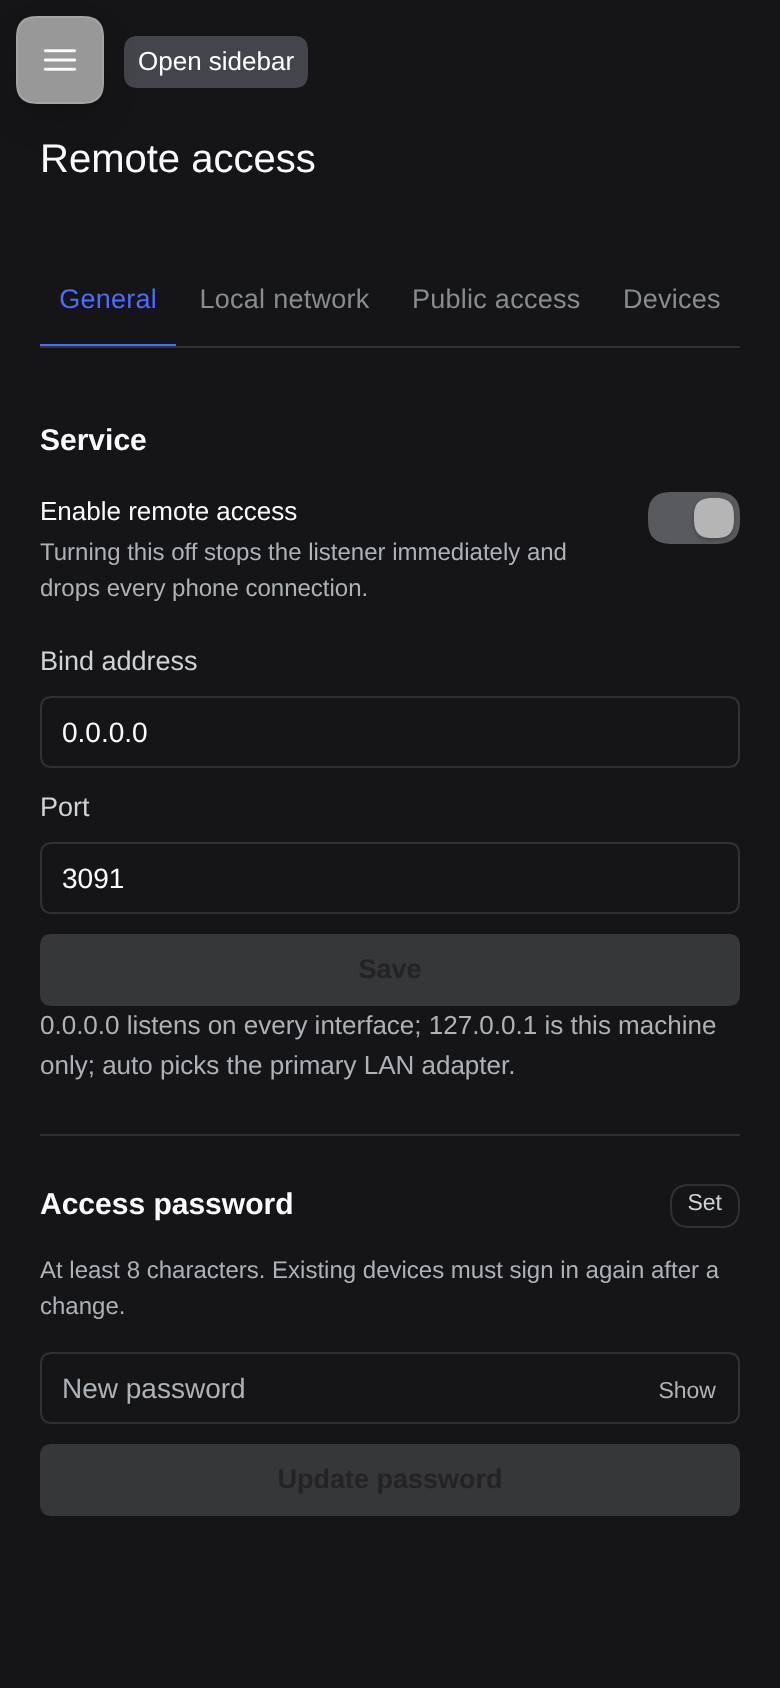 Open sidebar
Remote access
General Local network Public access Devices
Service
Enable remote access
Turning this off stops the listener immediately and
drops every phone connection.
Bind address
0.0.0.0
Port
3091
Save
0.0.0.0 listens on every interface; 127.0.0.1 is this machine
only; auto picks the primary LAN adapter.
Access password Set
At least 8 characters. Existing devices must sign in again after a
change.
New password Show
Update password